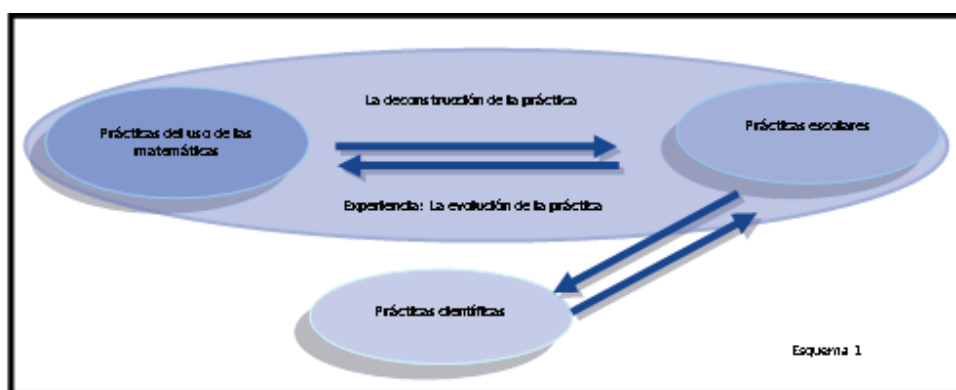 La deconstrucción de la práctica
Prácticas del uso de las
matemáticas
Prácticas escolares
Experiencia: La evolución de la práctica
Prácticas científicas
Esquema 1